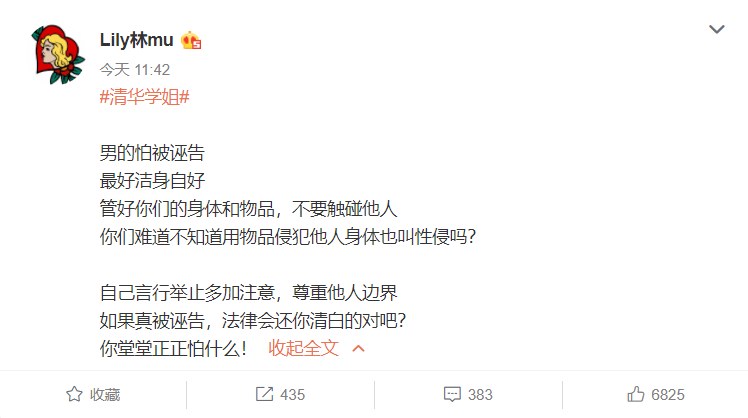 Lily林mu
今天 11:42
#清华学姐#
男的怕被诬告
最好洁身自好
管好你们的身体和物品，不要触碰他人
你们难道不知道用物品侵犯他人身体也叫性侵吗？
自己言行举止多加注意，尊重他人边界
如果真被诬告，法律会还你清白的对吧？
你堂堂正正怕什么！ 收起全文
收藏 435 383 6825